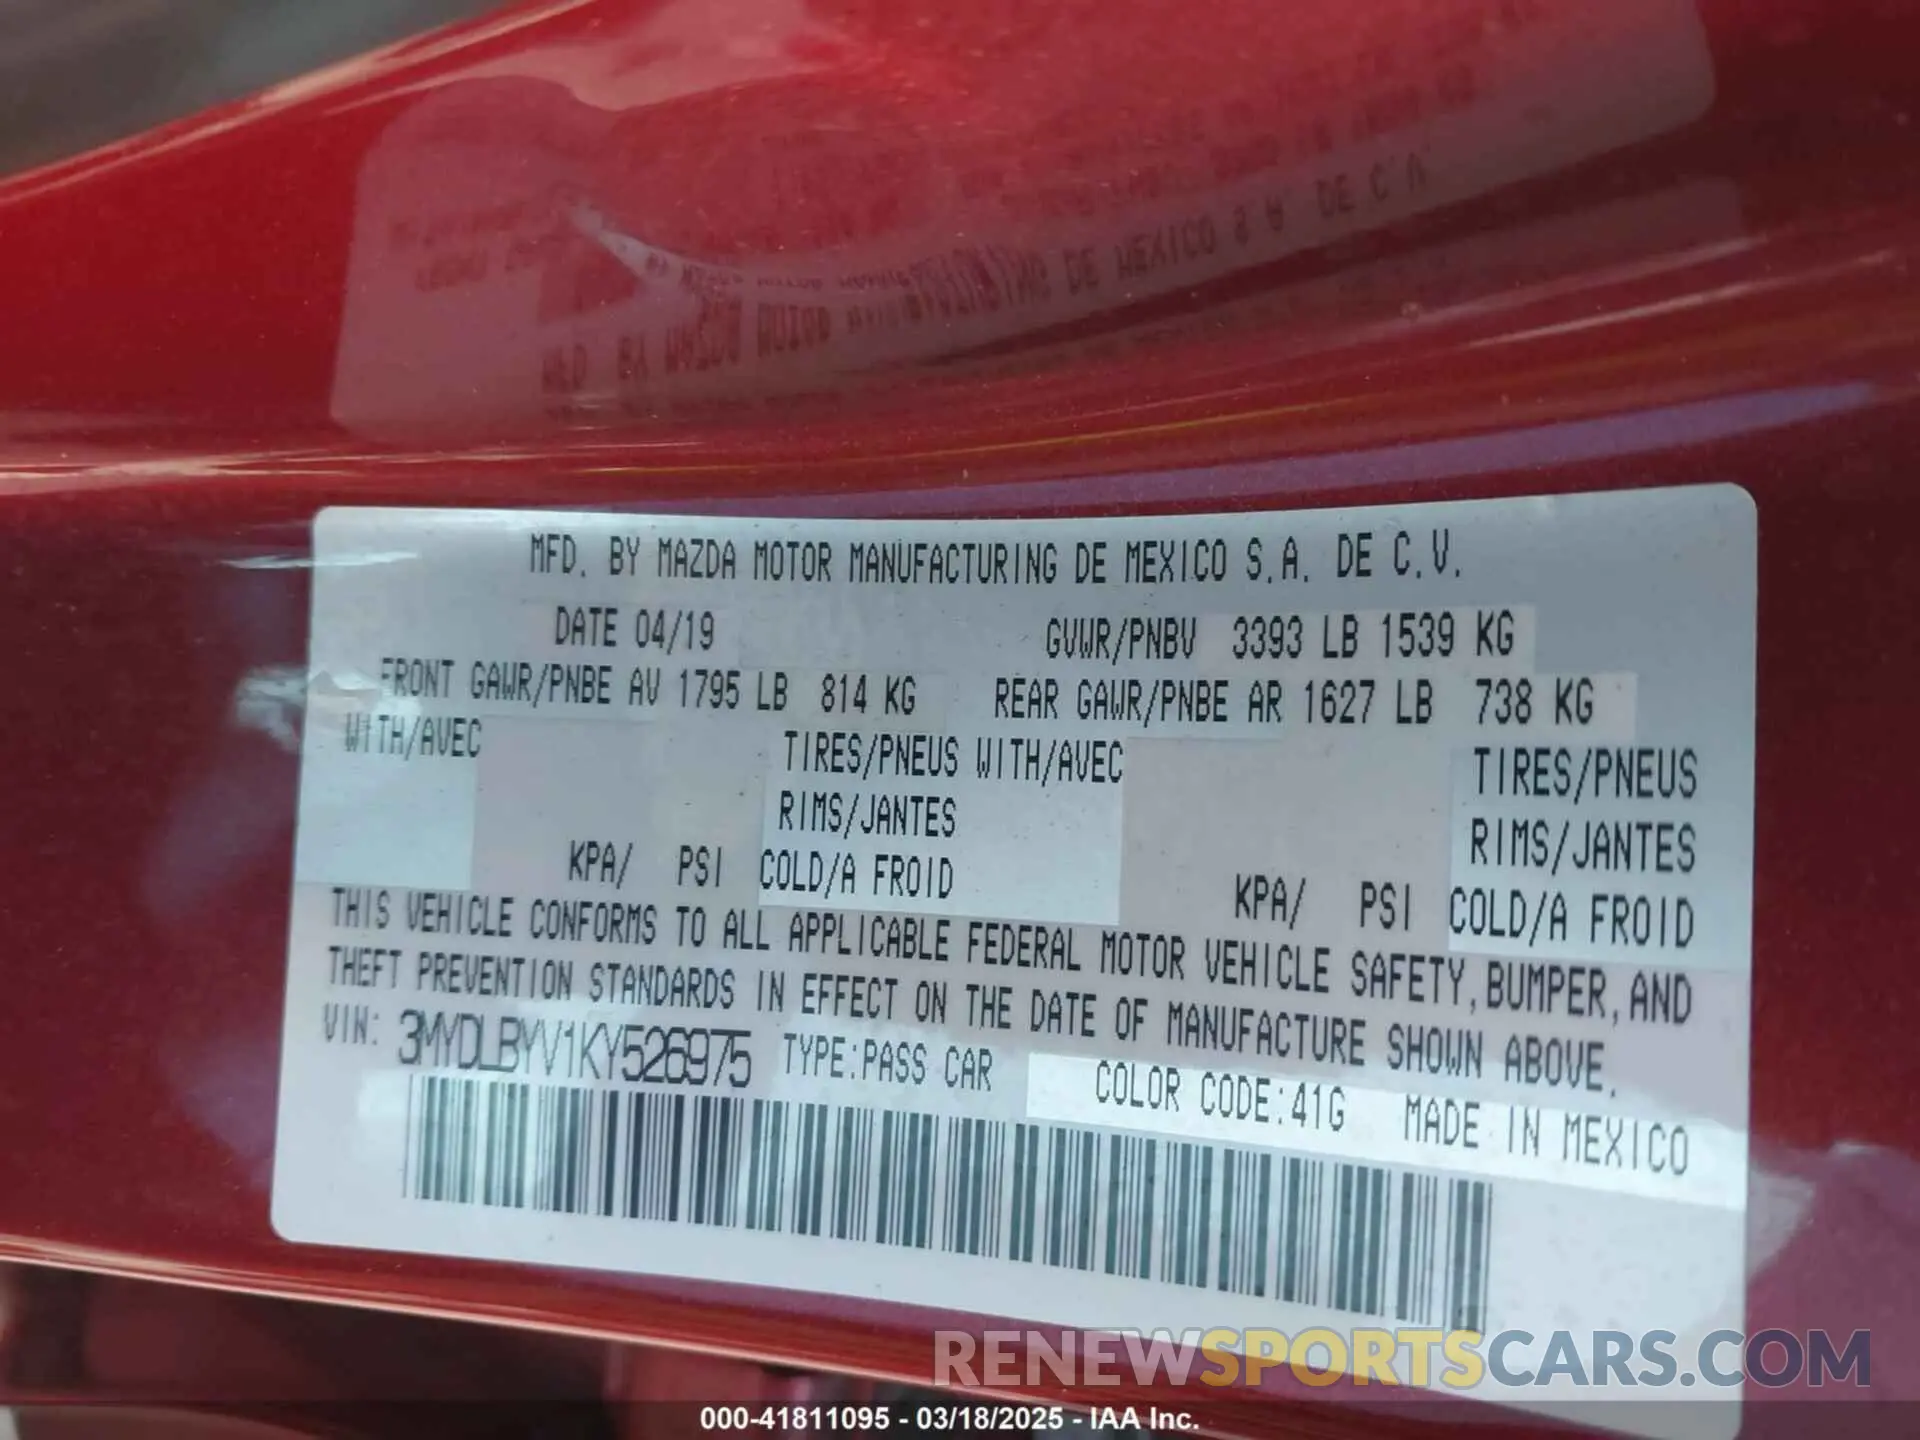 MFD. BY MAZDA MOTOR MANUFACTURING DE MEXICO S.A. DE C.V.
DATE 04/19 GVWR/PNBV 3393 LB 1539 KG
FRONT GAWR/PNBE AV 1795 LB 814 KG REAR GAWR/PNBE AR 1627 LB 738 KG
WITH/AVEC TIRES/PNEUS WITH/AVEC TIRES/PNEUS
RIMS/JANTES RIMS/JANTES
KPA/ PSI COLD/A FROID KPA/ PSI COLD/A FROID
THIS VEHICLE CONFORMS TO ALL APPLICABLE FEDERAL MOTOR VEHICLE SAFETY, BUMPER, AND
THEFT PREVENTION STANDARDS IN EFFECT ON THE DATE OF MANUFACTURE SHOWN ABOVE.
VIN: 3MYDLBYV1KY526975 TYPE:PASS CAR COLOR CODE:41G MADE IN MEXICO
RENEWSPORTSCARS.COM
000-41811095 - 03/18/2025 - IAA Inc.